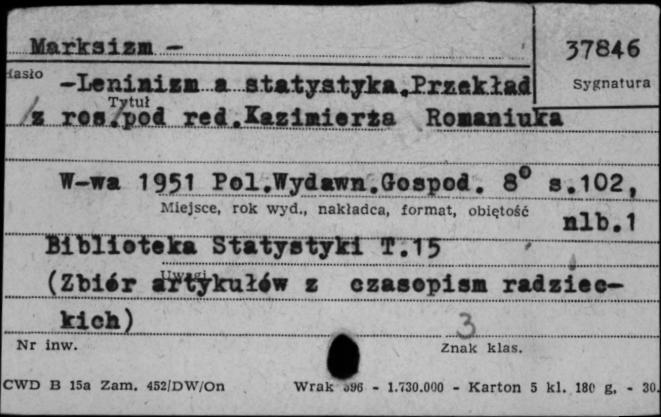 Marksizm – 37846
Hasło -Leninizm a statystyka.Przekład Sygnatura
Tytuł
/z ros./pod red.Kazimierza Romaniuka
W-wa 1951 Pol.Wydawn.Gospod. 8° s.102,
Miejsce, rok wyd., nakładca, format, objętość nlb.1
Biblioteka Statystyki T.15
Uwagi
(Zbiór artykułów z czasopism radziec-
kich) 3
Nr inw. Znak klas.
CWD B 15a Zam. 452/DW/On Wrak 396 - 1.730.000 - Karton 5 kl. 180 g. - 30.